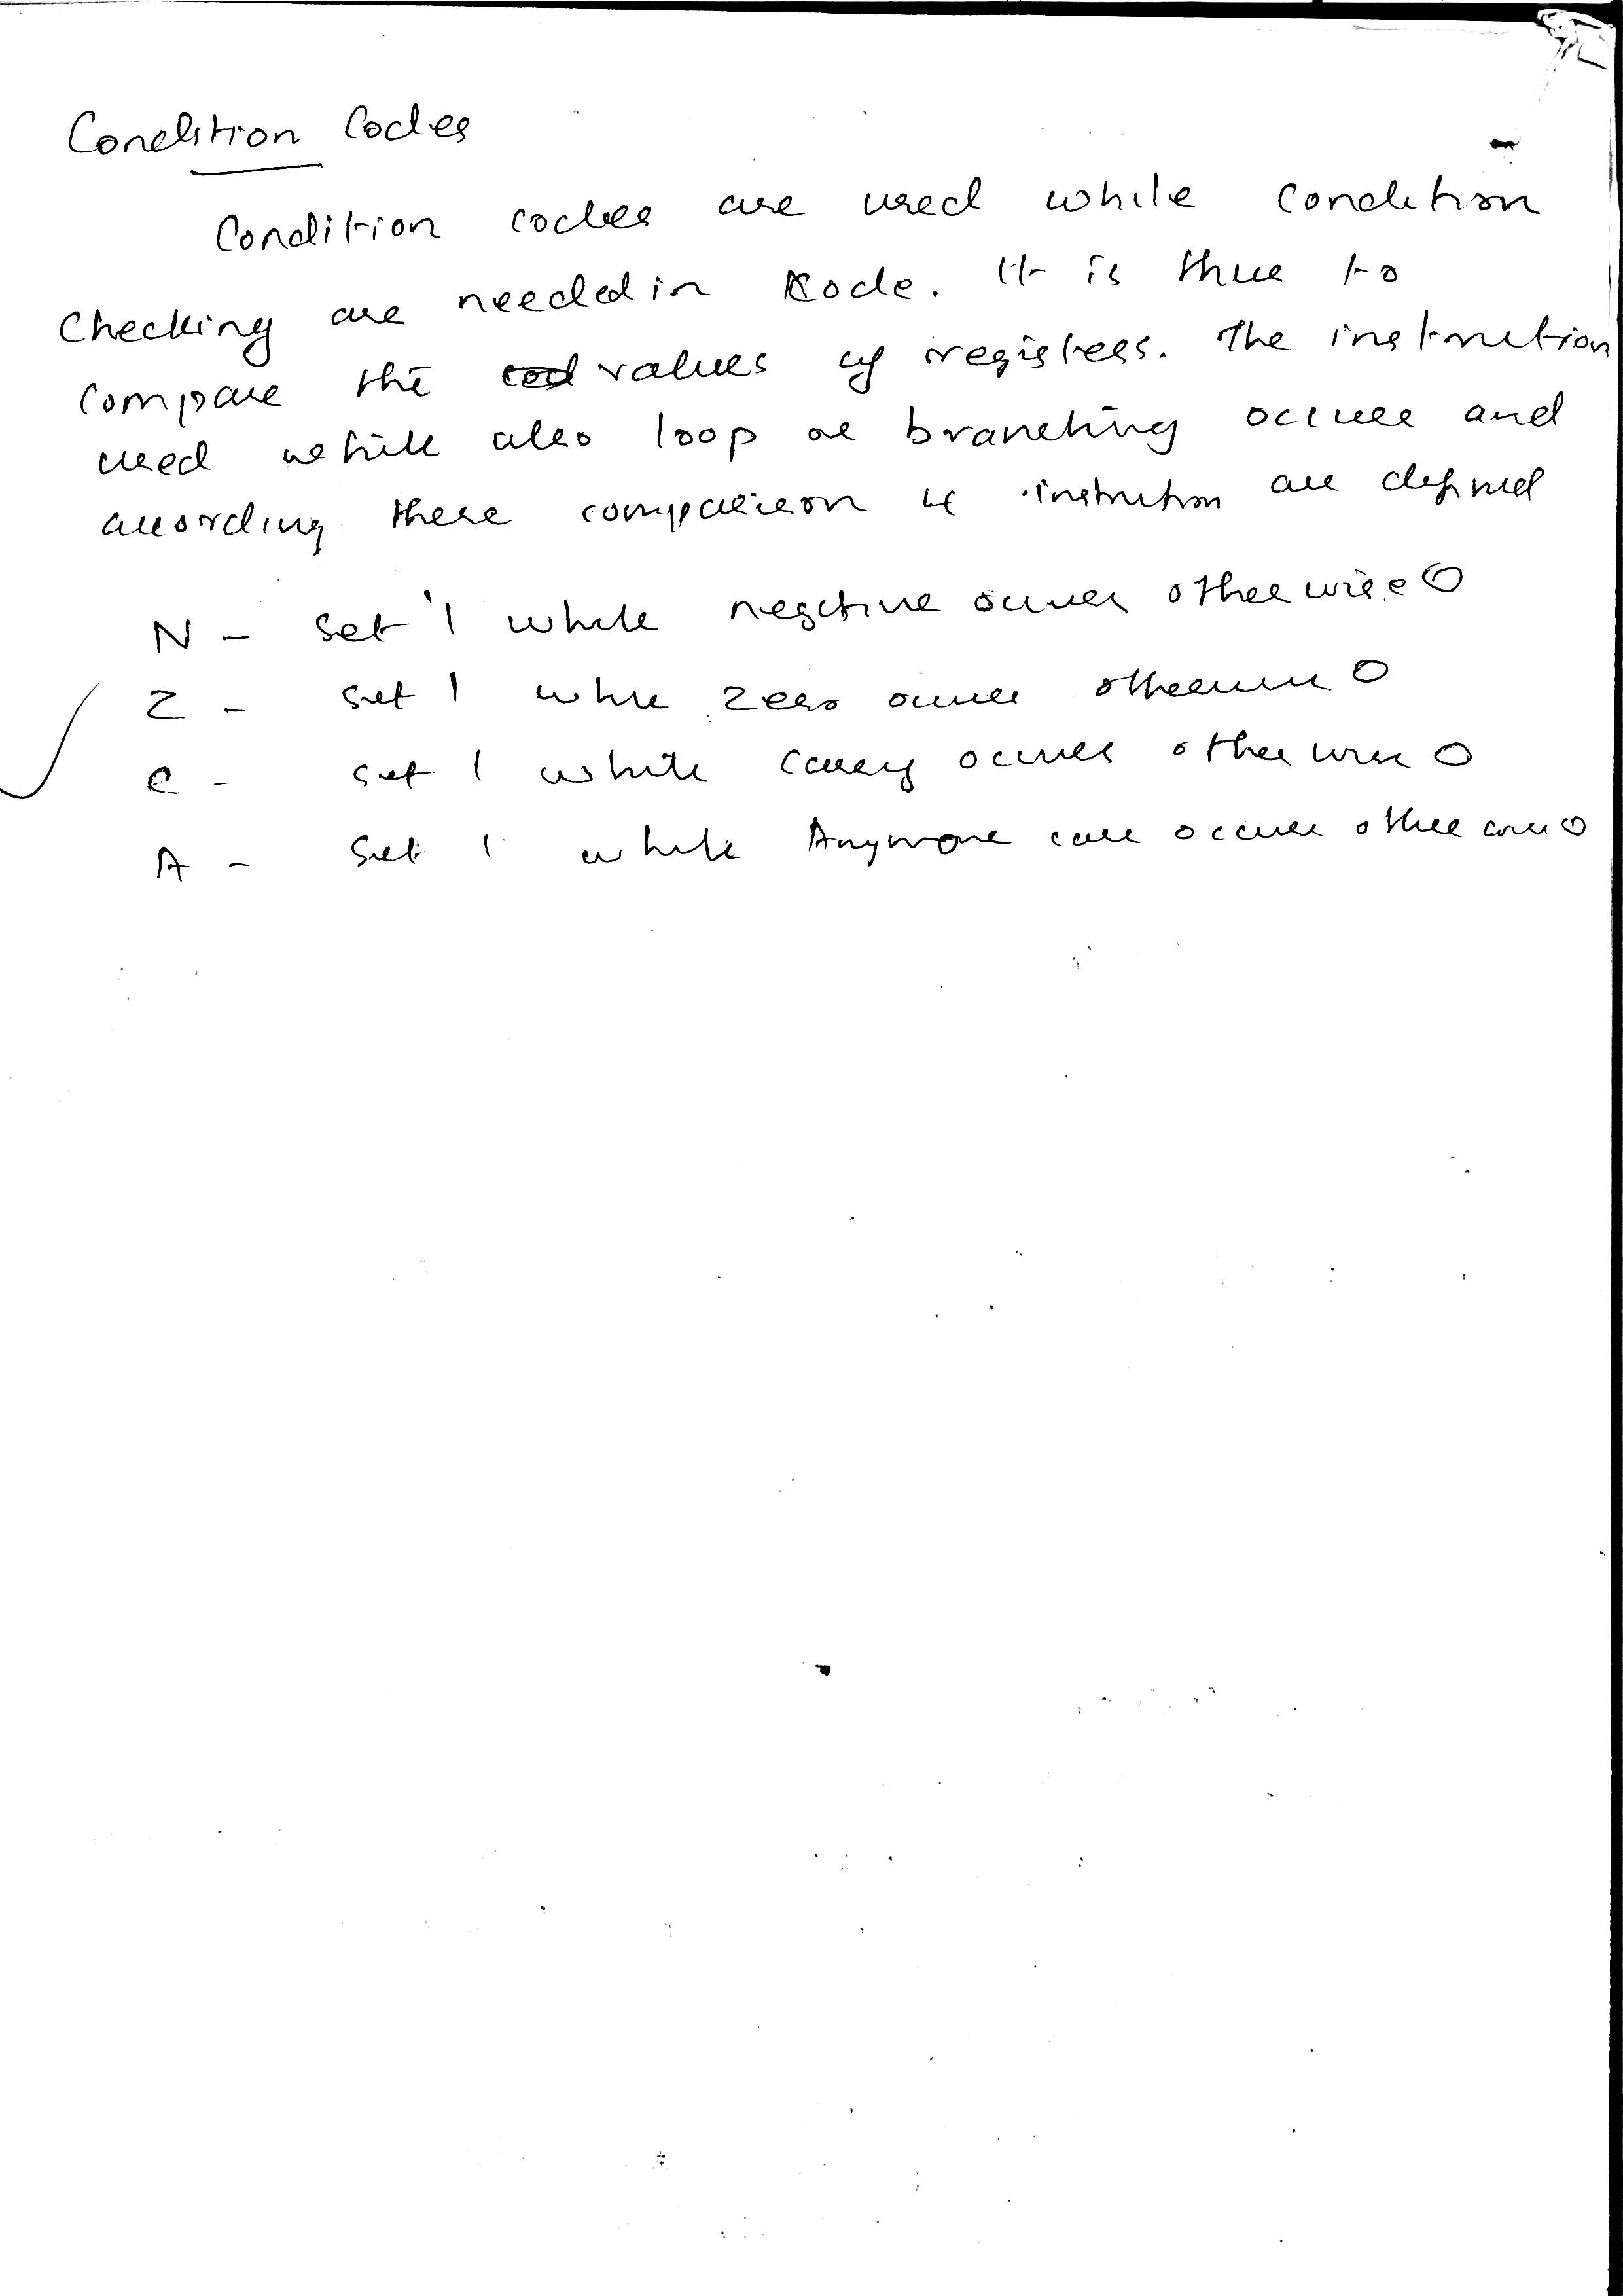 Condition Codes
Condition codes are used while condition
checking are needed in code. It is there to
compare the values of registers. The instruction
used while also loop or branching occurs and
according these comparison 4 instruction are defined
N - Set 1 while negative occurs otherwise 0
Z - set 1 while zero occurs otherwise 0
C - set 1 while carry occurs otherwise 0
A - Set 1 while Anymore case occurs otherwise 0